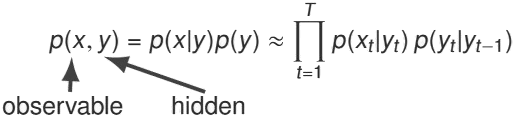 p(x, y) = p(x|y)p(y) ≈ ∏_{t=1}^{T} p(x_t|y_t) p(y_t|y_{t−1})
observable hidden